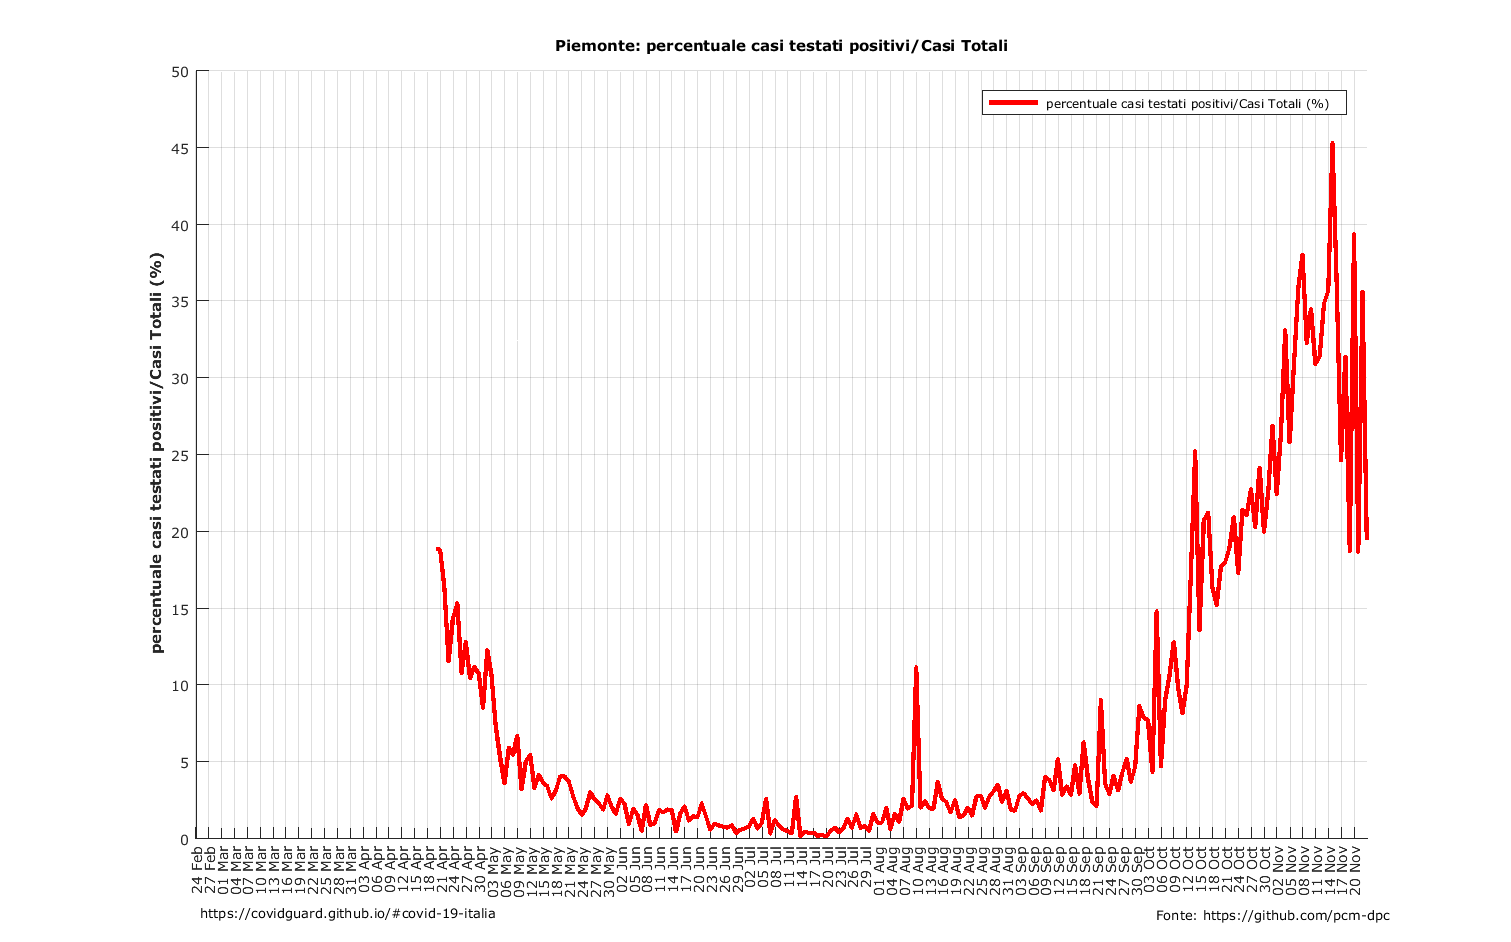 Piemonte: percentuale casi testati positivi/Casi Totali
percentuale casi testati positivi/Casi Totali (%)
percentuale casi testati positivi/Casi Totali (%)
50
45
40
35
30
25
20
15
10
5
0
24 Feb
27 Feb
01 Mar
04 Mar
07 Mar
10 Mar
13 Mar
16 Mar
19 Mar
22 Mar
25 Mar
28 Mar
31 Mar
03 Apr
06 Apr
09 Apr
12 Apr
15 Apr
18 Apr
21 Apr
24 Apr
27 Apr
30 Apr
03 May
06 May
09 May
12 May
15 May
18 May
21 May
24 May
27 May
30 May
02 Jun
05 Jun
08 Jun
11 Jun
14 Jun
17 Jun
20 Jun
23 Jun
26 Jun
29 Jun
02 Jul
05 Jul
08 Jul
11 Jul
14 Jul
17 Jul
20 Jul
23 Jul
26 Jul
29 Jul
01 Aug
04 Aug
07 Aug
10 Aug
13 Aug
16 Aug
19 Aug
22 Aug
25 Aug
28 Aug
31 Aug
03 Sep
06 Sep
09 Sep
12 Sep
15 Sep
18 Sep
21 Sep
24 Sep
27 Sep
30 Sep
03 Oct
06 Oct
09 Oct
12 Oct
15 Oct
18 Oct
21 Oct
24 Oct
27 Oct
30 Oct
02 Nov
05 Nov
08 Nov
11 Nov
14 Nov
17 Nov
20 Nov
https://covidguard.github.io/#covid-19-italia
Fonte: https://github.com/pcm-dpc